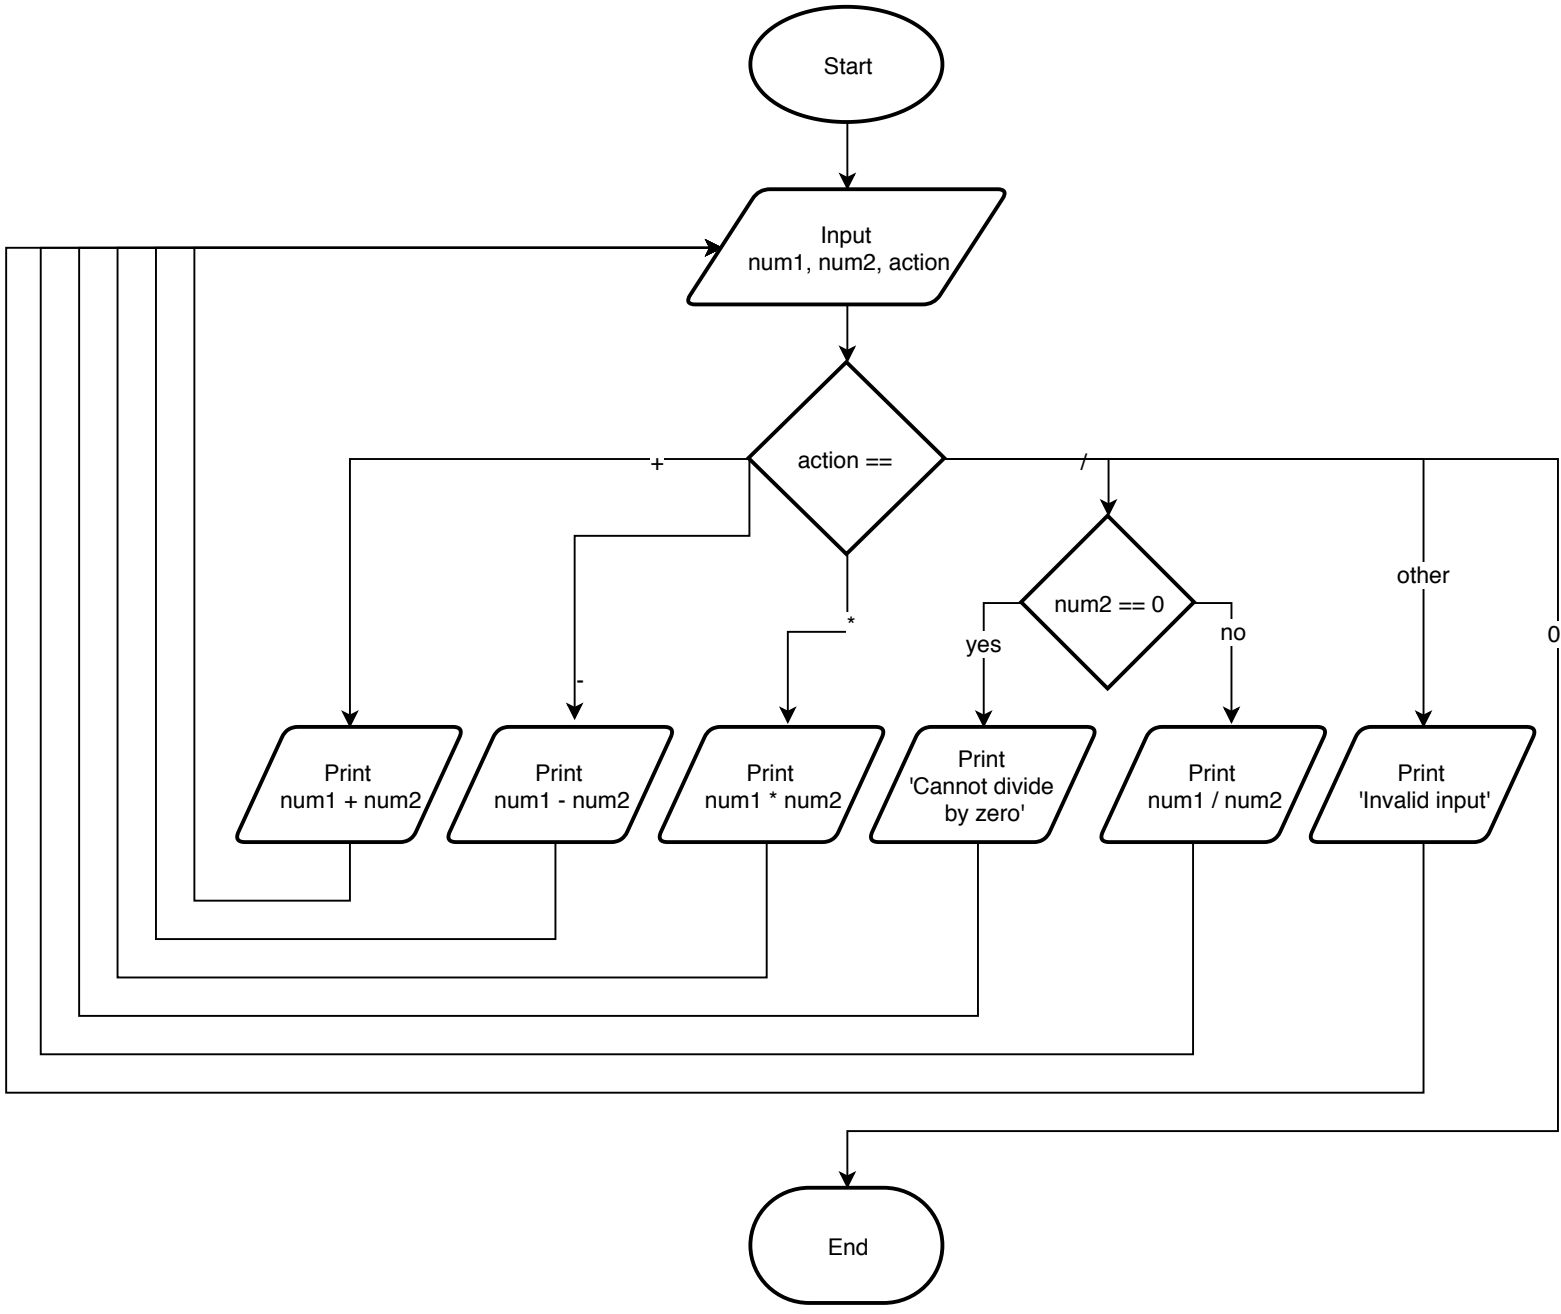 Start
Input
num1, num2, action
action ==
+
/
-
*
num2 == 0
yes
no
other
0
Print
num1 + num2
Print
num1 - num2
Print
num1 * num2
Print
'Cannot divide
by zero'
Print
num1 / num2
Print
'Invalid input'
End